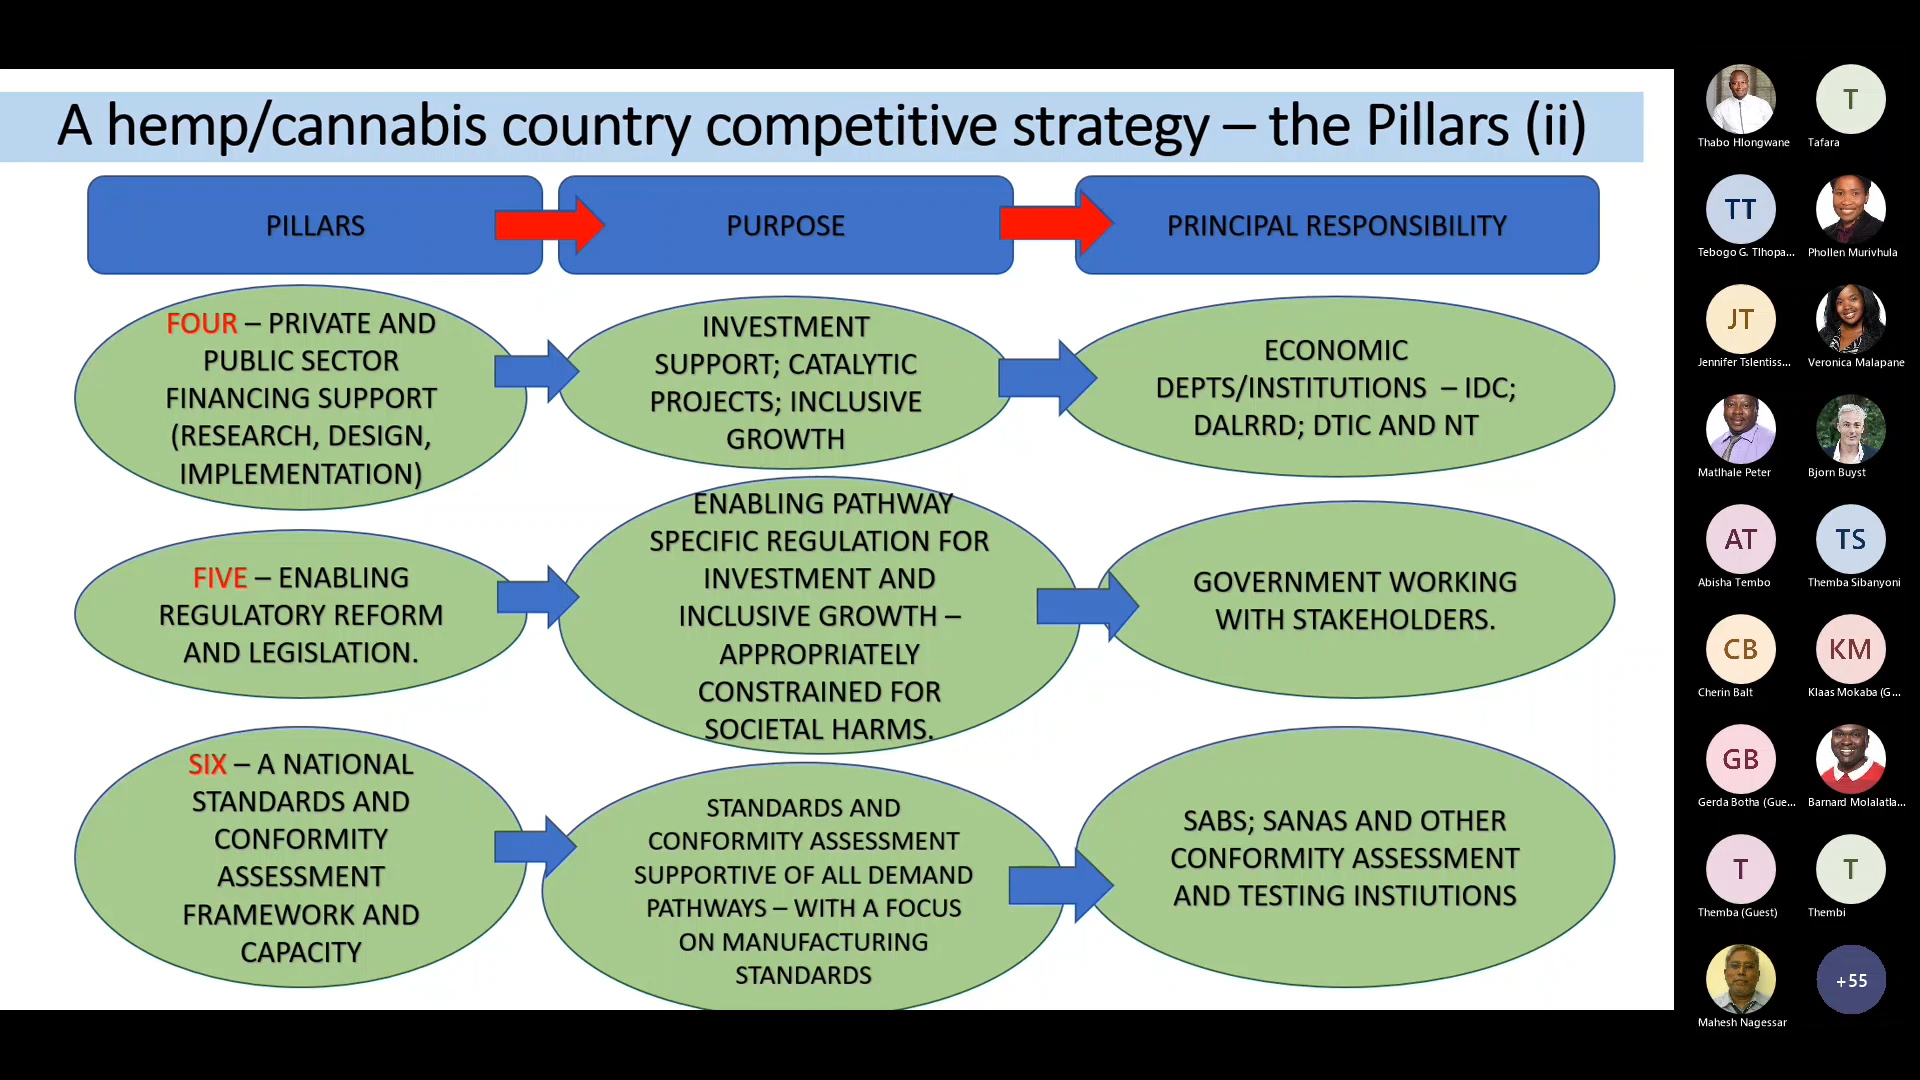 A hemp/cannabis country competitive strategy – the Pillars (ii)
PILLARS
PURPOSE
PRINCIPAL RESPONSIBILITY
FOUR – PRIVATE AND
PUBLIC SECTOR
FINANCING SUPPORT
(RESEARCH, DESIGN,
IMPLEMENTATION)
INVESTMENT
SUPPORT; CATALYTIC
PROJECTS; INCLUSIVE
GROWTH
ECONOMIC
DEPTS/INSTITUTIONS – IDC;
DALRRD; DTIC AND NT
FIVE – ENABLING
REGULATORY REFORM
AND LEGISLATION.
ENABLING PATHWAY
SPECIFIC REGULATION FOR
INVESTMENT AND
INCLUSIVE GROWTH –
APPROPRIATELY
CONSTRAINED FOR
SOCIETAL HARMS.
GOVERNMENT WORKING
WITH STAKEHOLDERS.
SIX – A NATIONAL
STANDARDS AND
CONFORMITY
ASSESSMENT
FRAMEWORK AND
CAPACITY
STANDARDS AND
CONFORMITY ASSESSMENT
SUPPORTIVE OF ALL DEMAND
PATHWAYS – WITH A FOCUS
ON MANUFACTURING
STANDARDS
SABS; SANAS AND OTHER
CONFORMITY ASSESSMENT
AND TESTING INSTIUTIONS
Thabo Hlongwane
T
Tafara
TT
Tebogo G. Tlhopa...
Phollen Murivhula
JT
Jennifer Tslentiss...
Veronica Malapane
Matlhale Peter
Bjorn Buyst
AT
Abisha Tembo
TS
Themba Sibanyoni
CB
Cherin Balt
KM
Klaas Mokaba (G...
GB
Gerda Botha (Gue...
Barnard Molalatla...
T
Themba (Guest)
T
Thembi
Mahesh Nagessar
+55